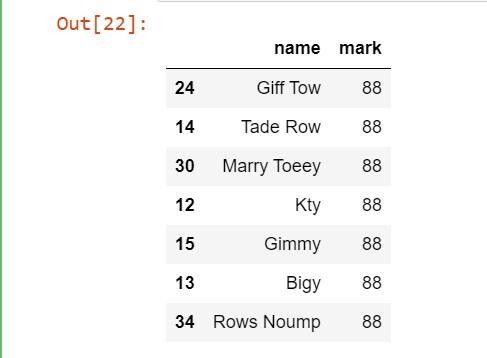 Out[22]:
name mark
24 Giff Tow 88
14 Tade Row 88
30 Marry Toeey 88
12 Kty 88
15 Gimmy 88
13 Bigy 88
34 Rows Noump 88